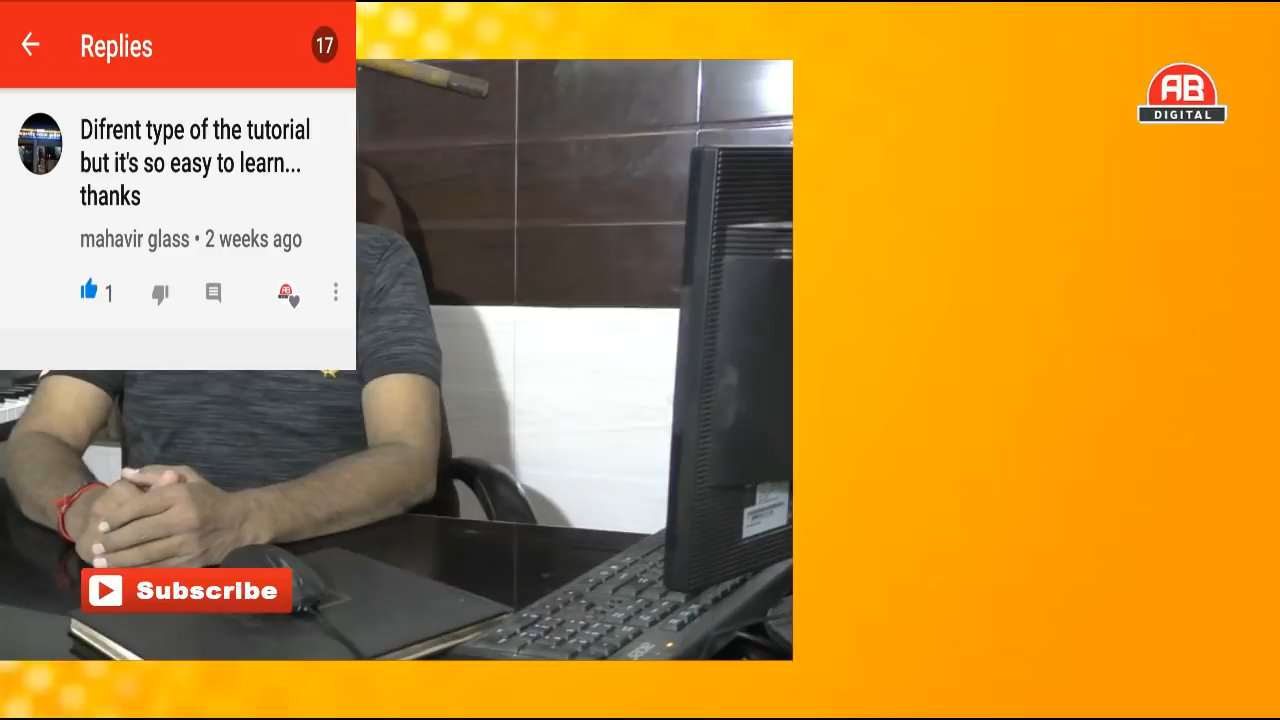 Replies
17
Difrent type of the tutorial
but it's so easy to learn...
thanks
mahavir glass • 2 weeks ago
1
AB
DIGITAL
Subscribe